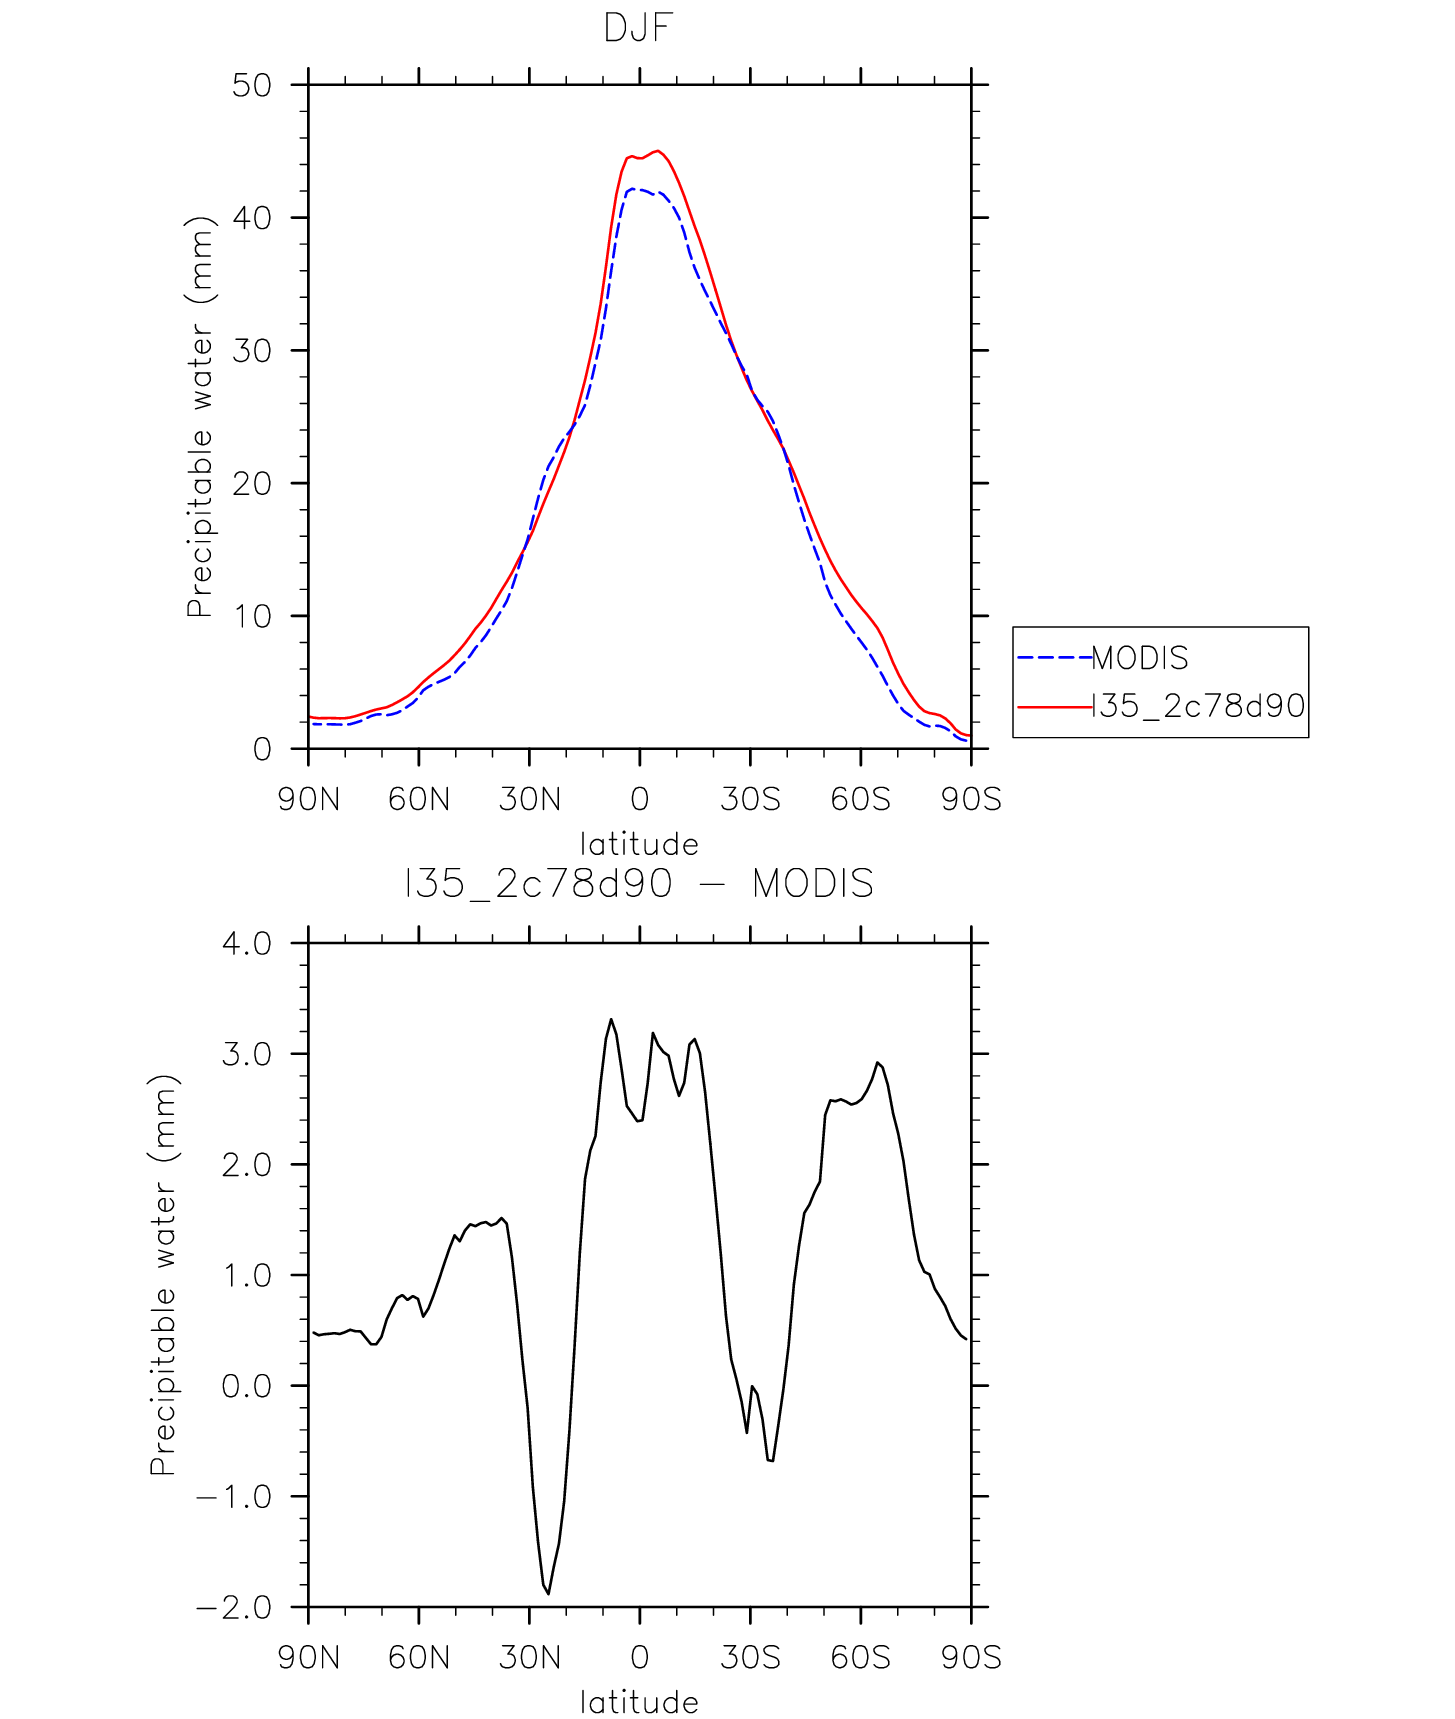 DJF
50
40
30
20
10
0
Precipitable water (mm)
90N 60N 30N 0 30S 60S 90S
latitude
MODIS
I35_2c78d90
I35_2c78d90 − MODIS
4.0
3.0
2.0
1.0
0.0
−1.0
−2.0
Precipitable water (mm)
90N 60N 30N 0 30S 60S 90S
latitude